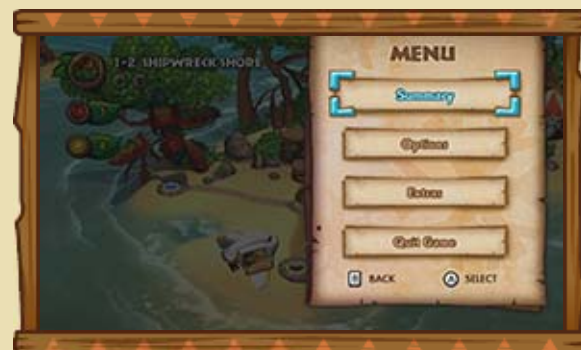 1-2 SHIPWRECK SHORE
MENU
Summary
Options
Extras
Quit Game
BACK
SELECT